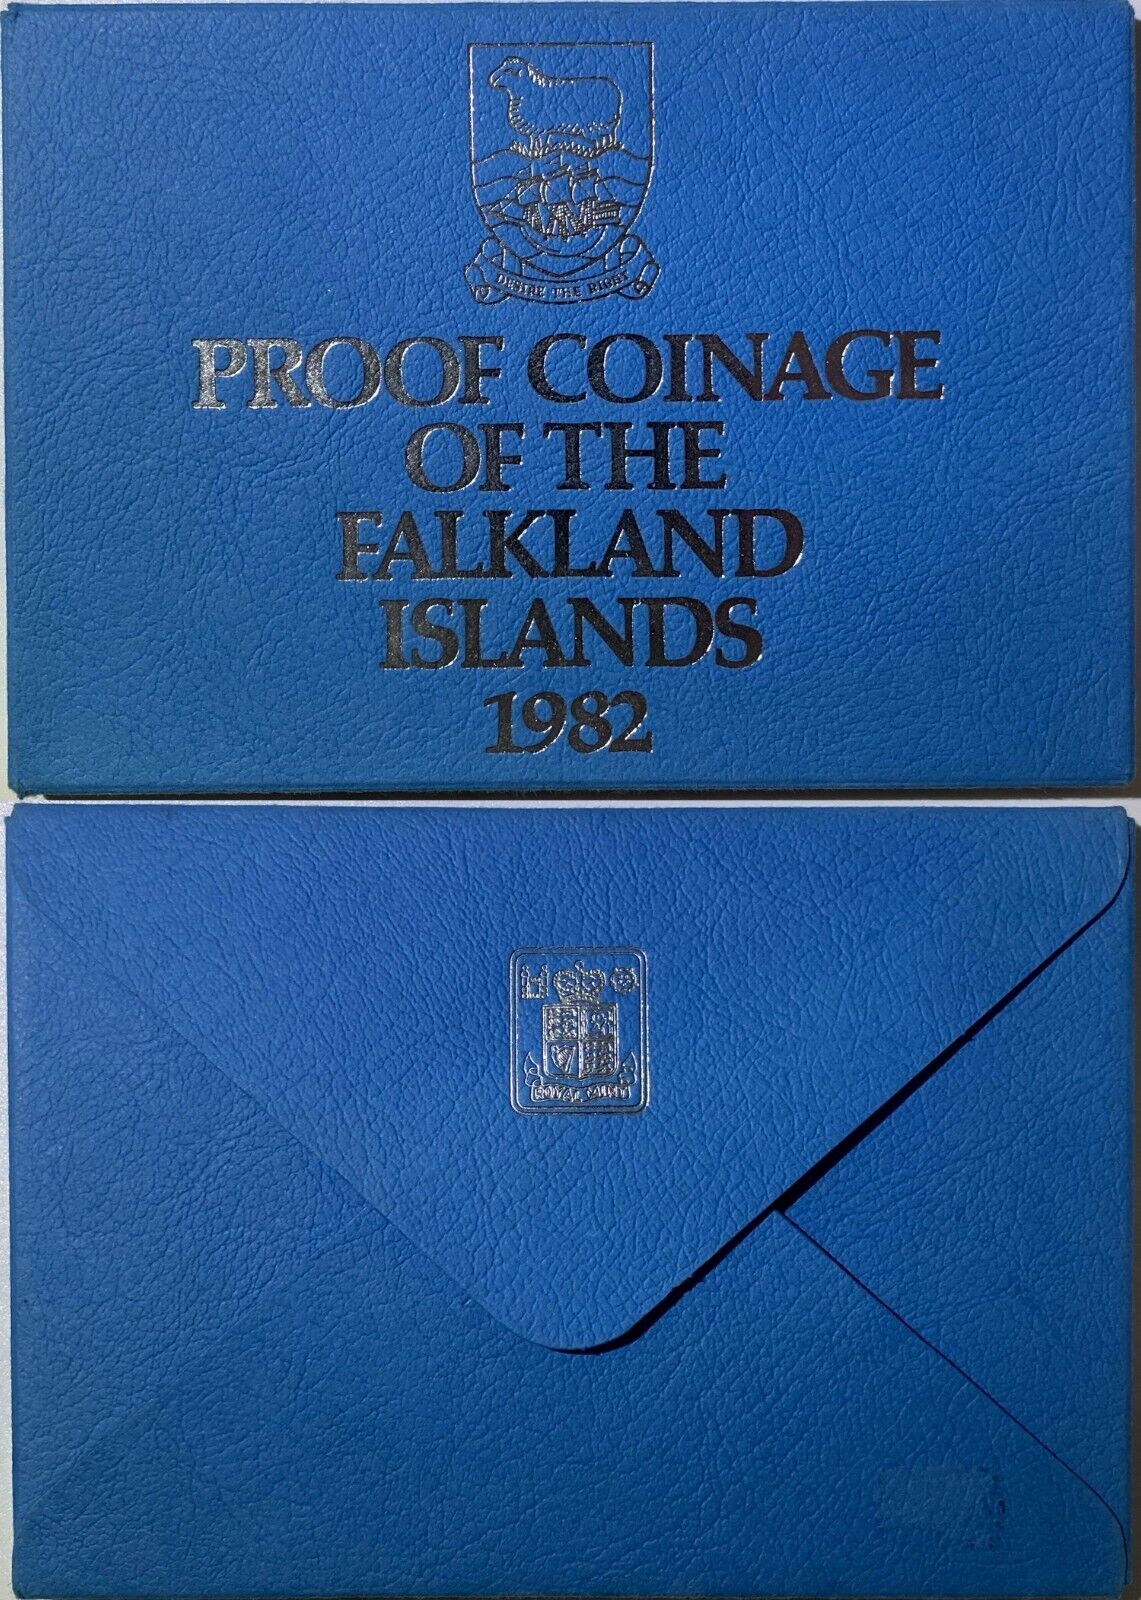 DESIRE THE RIGHT
PROOF COINAGE
OF THE
FALKLAND
ISLANDS
1982
ROYAL MINT